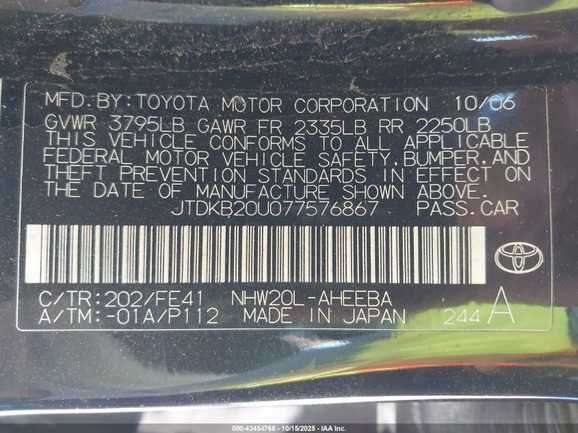 MFD.BY:TOYOTA MOTOR CORPORATION 10/06
GVWR 3795LB GAWR FR 2335LB RR 2250LB
THIS VEHICLE CONFORMS TO ALL APPLICABLE
FEDERAL MOTOR VEHICLE SAFETY,BUMPER,AND
THEFT PREVENTION STANDARDS IN EFFECT ON
THE DATE OF MANUFACTURE SHOWN ABOVE.
JTDKB20U077576867 PASS.CAR
C/TR:202/FE41 NHW20L-AHEEBA
A/TM:-01A/P112 MADE IN JAPAN 244 A
000-43454768 - 10/15/2025 - IAA Inc.